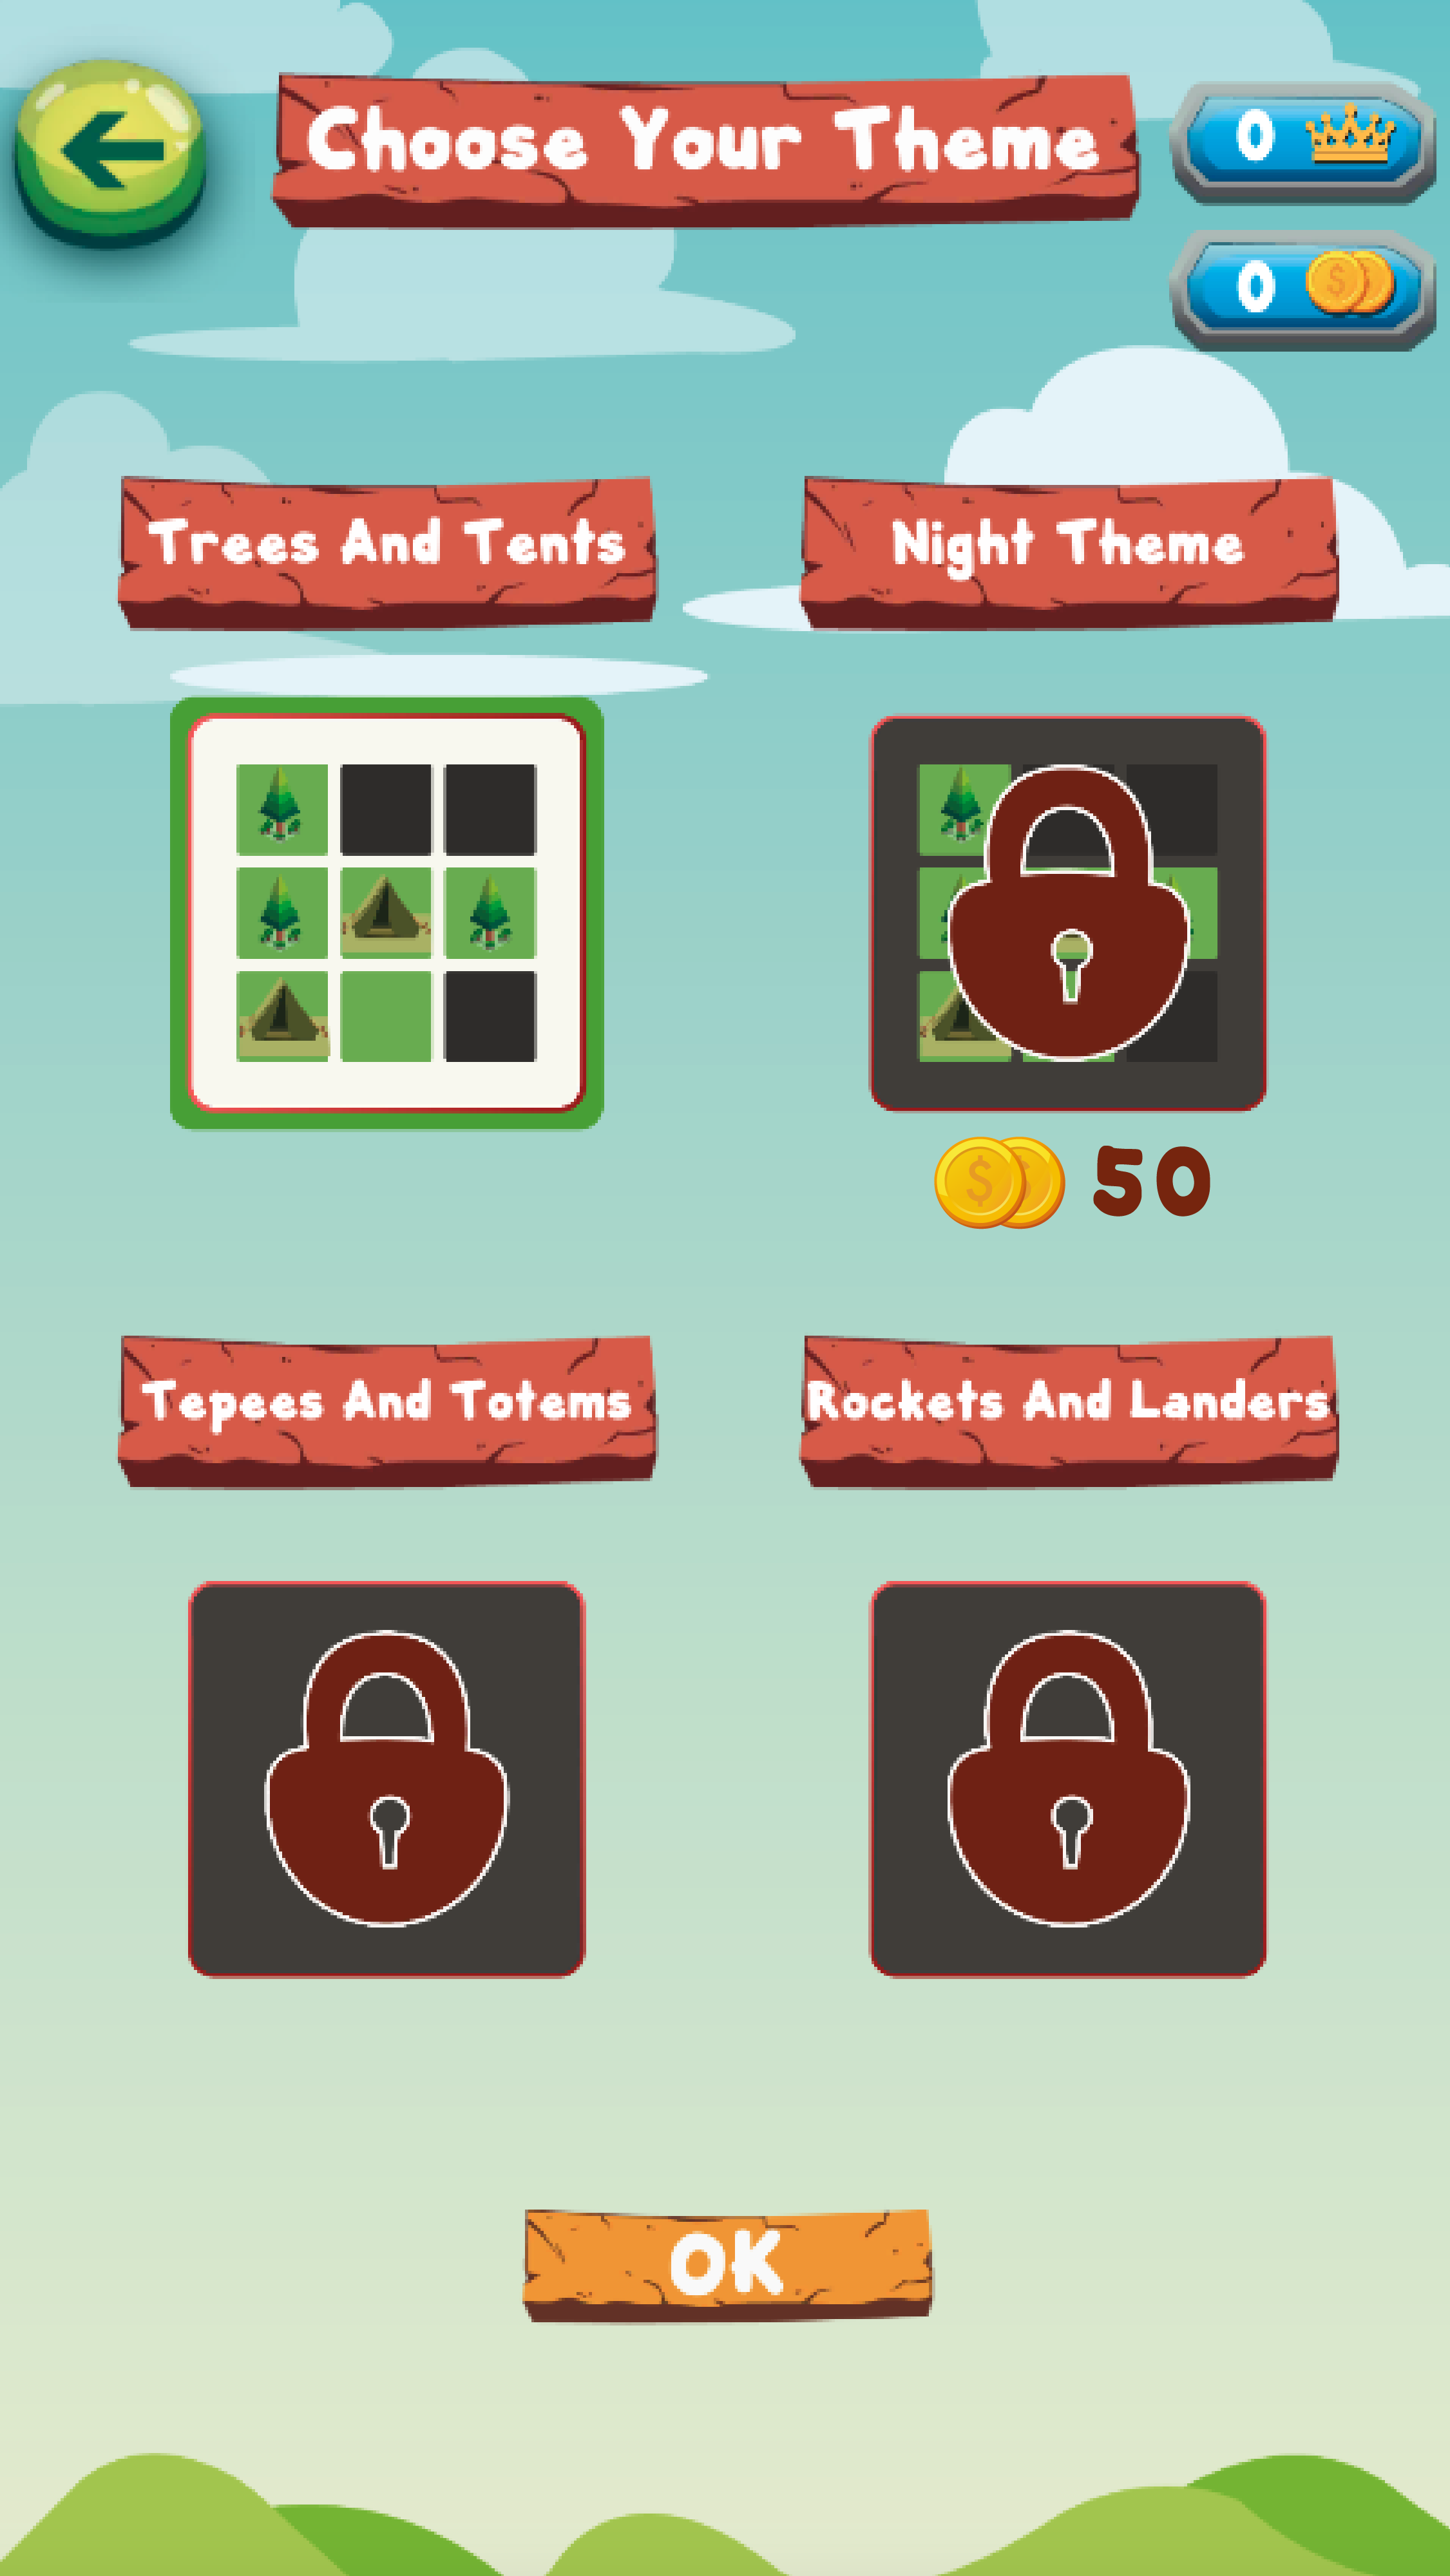 Choose Your Theme
0
0
Trees And Tents
Night Theme
50
Tepees And Totems
Rockets And Landers
OK